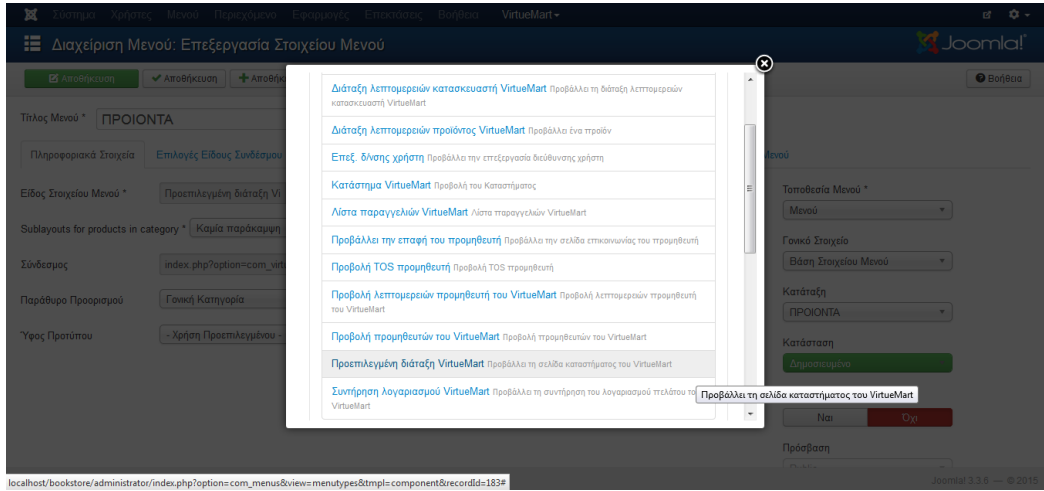 Σύστημα Χρήστες Μενού Περιεχόμενο Εφαρμογές Επεκτάσεις Βοήθεια VirtueMart
Διαχείριση Μενού: Επεξεργασία Στοιχείου Μενού
Joomla!
Αποθήκευση Αποθήκευση Βοήθεια
Τίτλος Μενού * ΠΡΟΙΟΝΤΑ
Πληροφοριακά Στοιχεία Επιλογές Είδους Συνδέσμου
Είδος Στοιχείου Μενού * Προεπιλεγμένη διάταξη Vi
Sublayouts for products in category * Καμία παράκαμψη
Σύνδεσμος index.php?option=com_virtu
Παράθυρο Προορισμού Γονική Κατηγορία
Ύφος Προτύπου - Χρήση Προεπιλεγμένου -
Διάταξη λεπτομερειών κατασκευαστή VirtueMart Προβάλλει τη διάταξη λεπτομερειών
κατασκευαστή VirtueMart
Διάταξη λεπτομερειών προϊόντος VirtueMart Προβάλλει ένα προϊόν
Επεξ. δ/νσης χρήστη Προβάλλει την επεξεργασία διεύθυνσης χρήστη
Κατάστημα VirtueMart Προβολή του Καταστήματος
Λίστα παραγγελιών VirtueMart Λίστα παραγγελιών VirtueMart
Προβάλλει την επαφή του προμηθευτή Προβάλλει την σελίδα επικοινωνίας του προμηθευτή
Προβολή TOS προμηθευτή Προβολή TOS προμηθευτή
Προβολή λεπτομερειών προμηθευτή του VirtueMart Προβολή λεπτομερειών προμηθευτή
του VirtueMart
Προβολή προμηθευτών του VirtueMart Προβολή προμηθευτών του VirtueMart
Προεπιλεγμένη διάταξη VirtueMart Προβάλλει τη σελίδα καταστήματος του VirtueMart
Συντήρηση λογαριασμού VirtueMart Προβάλλει τη συντήρηση του λογαριασμού πελάτου το
VirtueMart
Προβάλλει τη σελίδα καταστήματος του VirtueMart
Μενού
Τοποθεσία Μενού *
Μενού
Γονικό Στοιχείο
Βάση Στοιχείου Μενού
Κατάταξη
ΠΡΟΙΟΝΤΑ
Κατάσταση
Δημοσιευμένο
Ναι Όχι
Πρόσβαση
localhost/bookstore/administrator/index.php?option=com_menus&view=menutypes&tmpl=component&recordId=183#
Joomla! 3.3.6 — © 2015